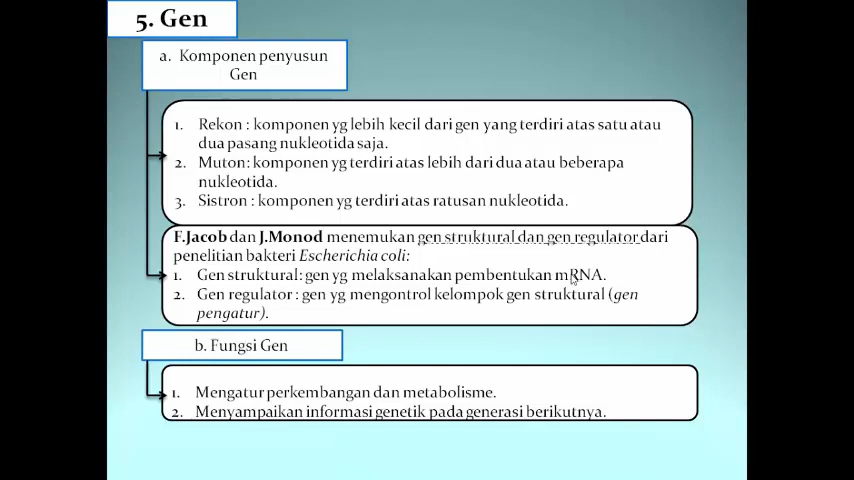 5. Gen
a. Komponen penyusun
Gen
1. Rekon : komponen yg lebih kecil dari gen yang terdiri atas satu atau
dua pasang nukleotida saja.
2. Muton: komponen yg terdiri atas lebih dari dua atau beberapa
nukleotida.
3. Sistron : komponen yg terdiri atas ratusan nukleotida.
F.Jacob dan J.Monod menemukan gen struktural dan gen regulator dari
penelitian bakteri Escherichia coli:
1. Gen struktural: gen yg melaksanakan pembentukan mRNA.
2. Gen regulator : gen yg mengontrol kelompok gen struktural (gen
pengatur).
b. Fungsi Gen
1. Mengatur perkembangan dan metabolisme.
2. Menyampaikan informasi genetik pada generasi berikutnya.